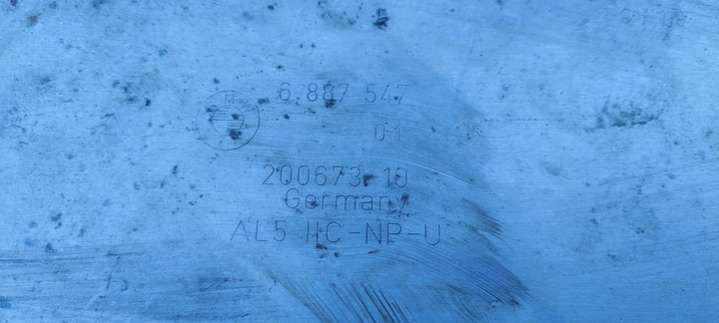 6 887 547
01
200673-10
Germany
AL5 IIC-NP-U